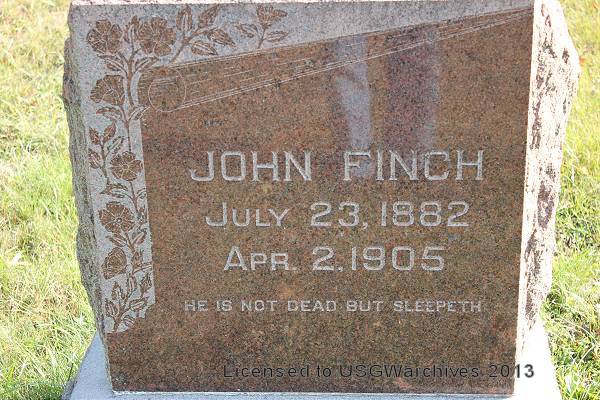 JOHN FINCH
JULY 23, 1882
APR. 2, 1905
HE IS NOT DEAD BUT SLEEPETH
Licensed to USGWarchives 2013